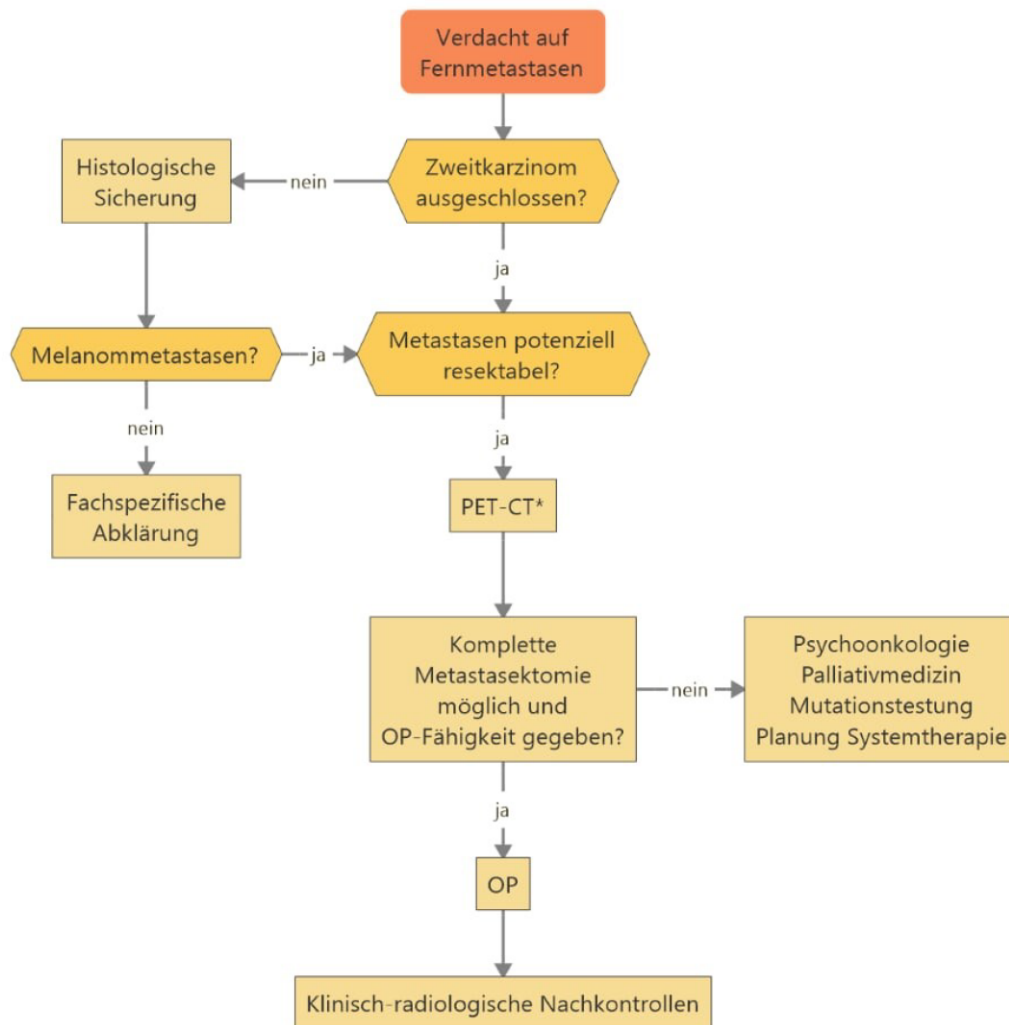 Verdacht auf
Fernmetastasen
Zweitkarzinom
ausgeschlossen?
nein
Histologische
Sicherung
ja
Melanommetastasen?
ja
Metastasen potenziell
resektabel?
nein
ja
Fachspezifische
Abklärung
PET-CT*
Komplette
Metastasektomie
möglich und
OP-Fähigkeit gegeben?
nein
Psychoonkologie
Palliativmedizin
Mutationstestung
Planung Systemtherapie
ja
OP
Klinisch-radiologische Nachkontrollen